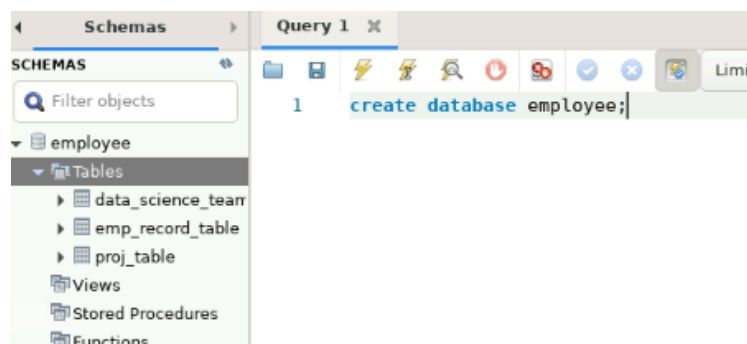 Schemas
SCHEMAS
Filter objects
employee
Tables
data_science_team
emp_record_table
proj_table
Views
Stored Procedures
Functions
Query 1
Limi
1 create database employee;